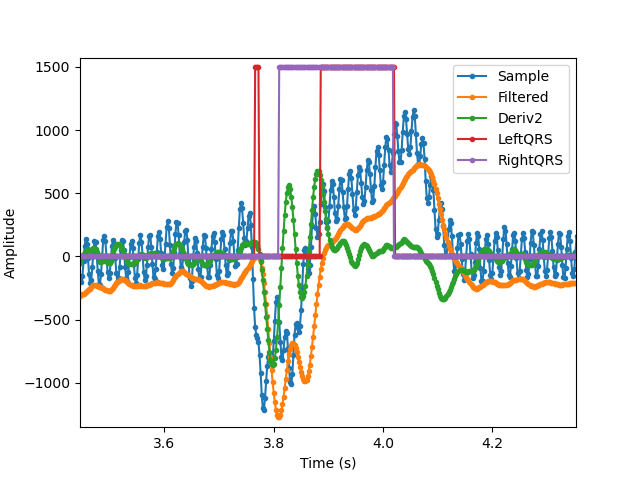 1500
1000
500
0
−500
−1000
Amplitude
3.6
3.8
4.0
4.2
Time (s)
Sample
Filtered
Deriv2
LeftQRS
RightQRS